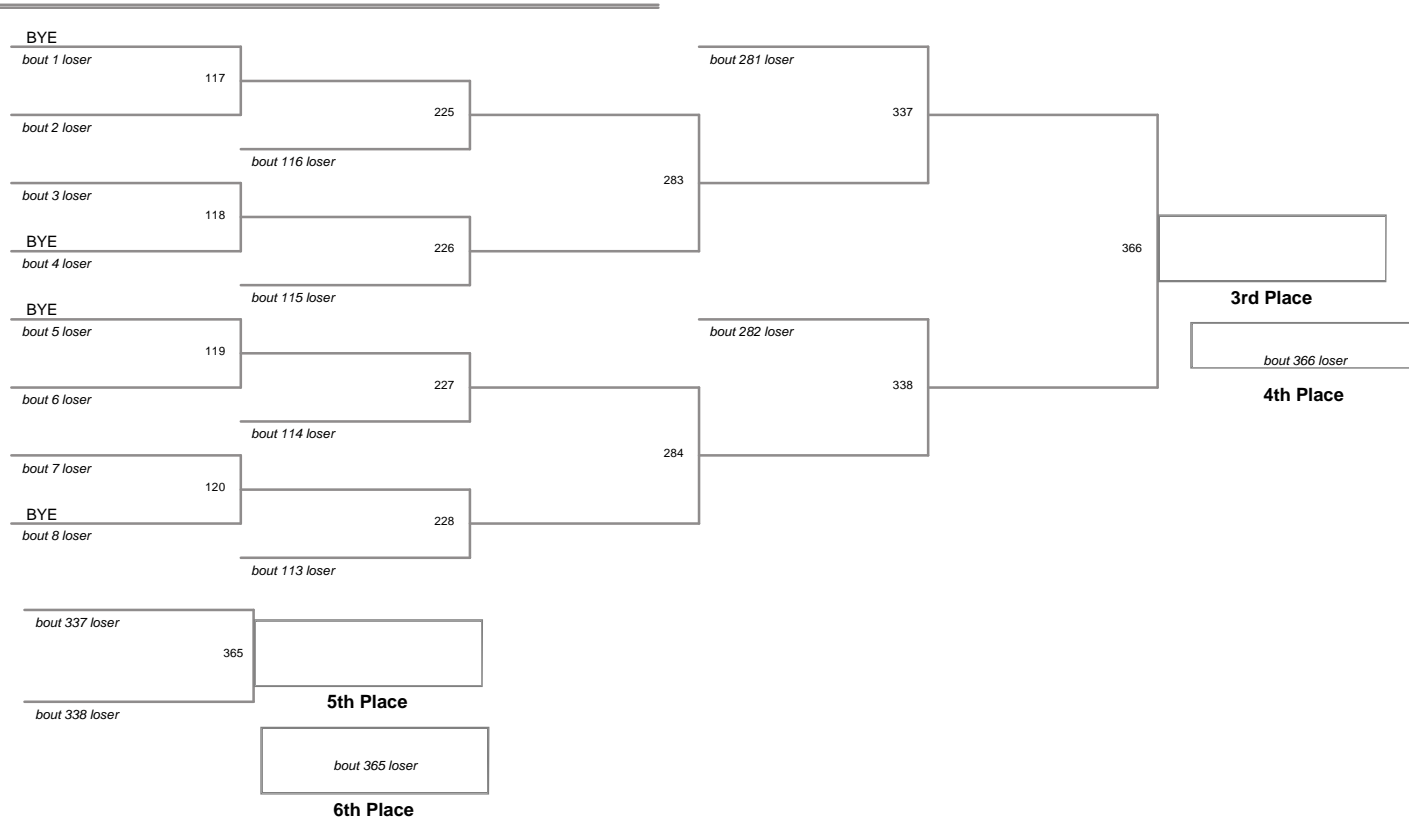 BYE
bout 1 loser
bout 281 loser
117
225
337
bout 2 loser
bout 116 loser
283
bout 3 loser
118
BYE
226
366
bout 4 loser
bout 115 loser
3rd Place
BYE
bout 5 loser
bout 282 loser
119
bout 366 loser
227
338
4th Place
bout 6 loser
bout 114 loser
284
bout 7 loser
120
BYE
228
bout 8 loser
bout 113 loser
bout 337 loser
365
5th Place
bout 338 loser
bout 365 loser
6th Place